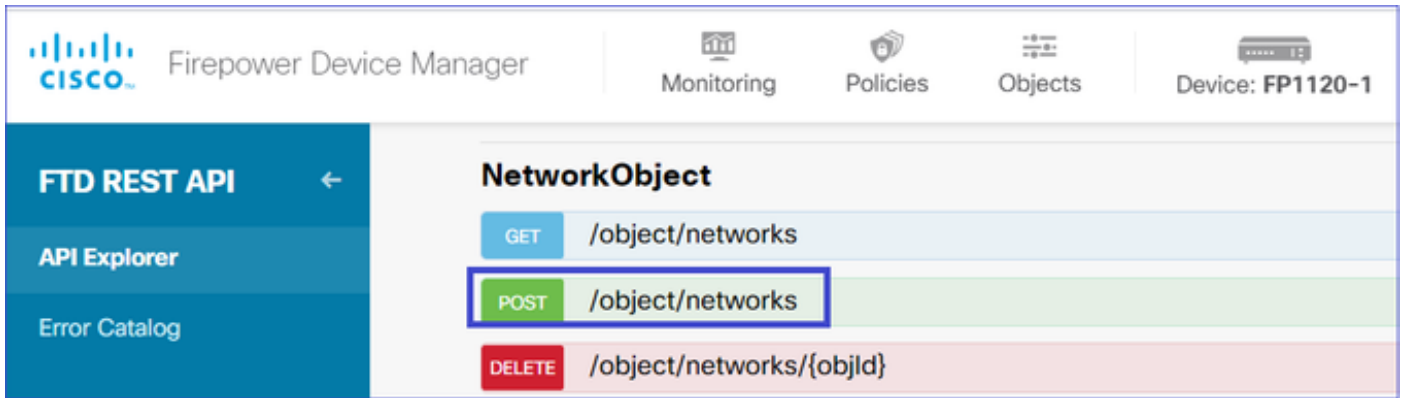 CISCO
Firepower Device Manager
Monitoring
Policies
Objects
Device: FP1120-1
FTD REST API ←
API Explorer
Error Catalog
NetworkObject
GET /object/networks
POST /object/networks
DELETE /object/networks/{objId}